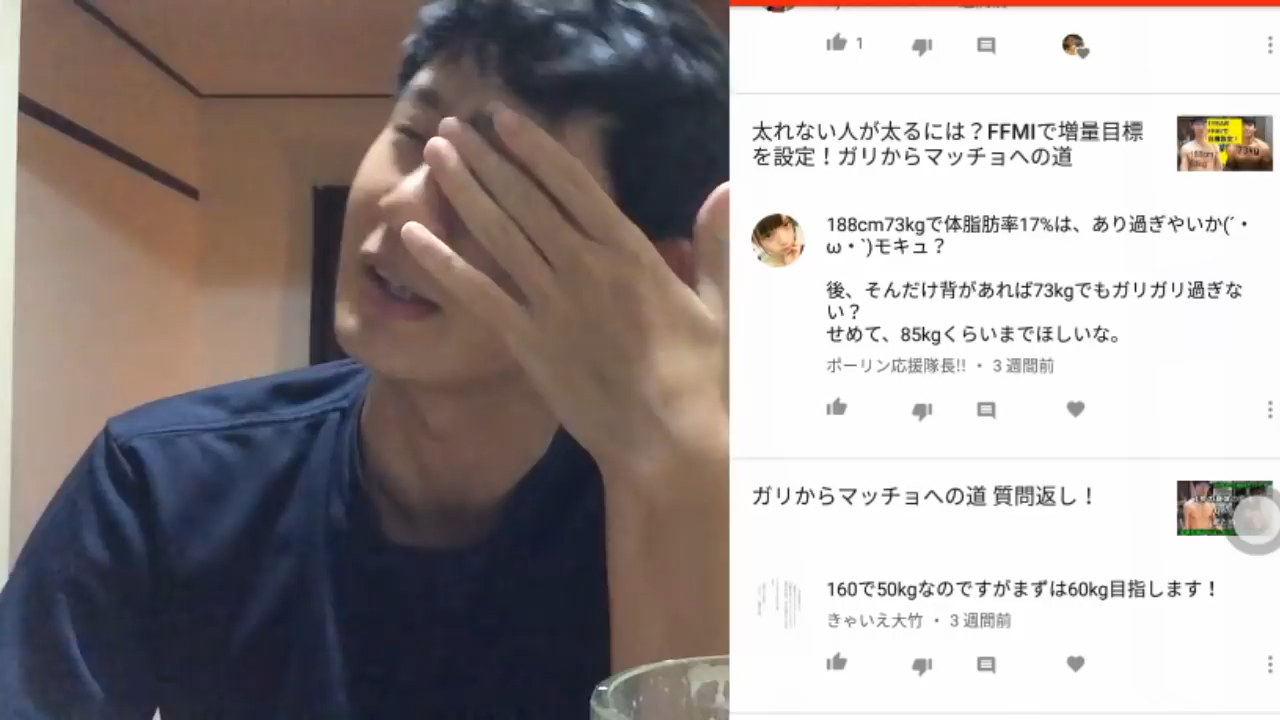 1
太れない人が太るには？FFMIで増量目標
を設定！ガリからマッチョへの道
188cm73kgで体脂肪率17%は、あり過ぎやいか(´・
ω・`)モキュ？
後、そんだけ背があれば73kgでもガリガリ過ぎな
い？
せめて、85kgくらいまでほしいな。
ポーリン応援隊長!! ・ 3 週間前
ガリからマッチョへの道 質問返し！
160で50kgなのですがまずは60kg目指します！
きゃいえ大竹 ・ 3 週間前